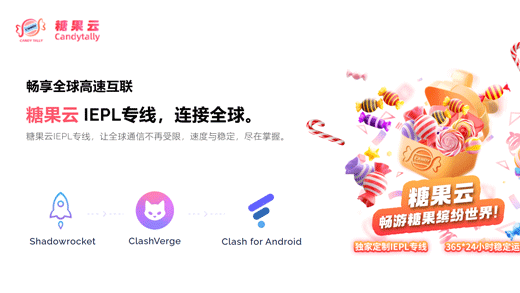 糖果云
Candytally
CANDY TALLY
畅享全球高速互联
糖果云 IEPL专线，连接全球。
糖果云IEPL专线，让全球通信不再受限，速度与稳定，尽在掌握。
Shadowrocket
ClashVerge
Clash for Android
糖果云
畅游糖果缤纷世界!
独家定制IEPL专线
365*24小时稳定运